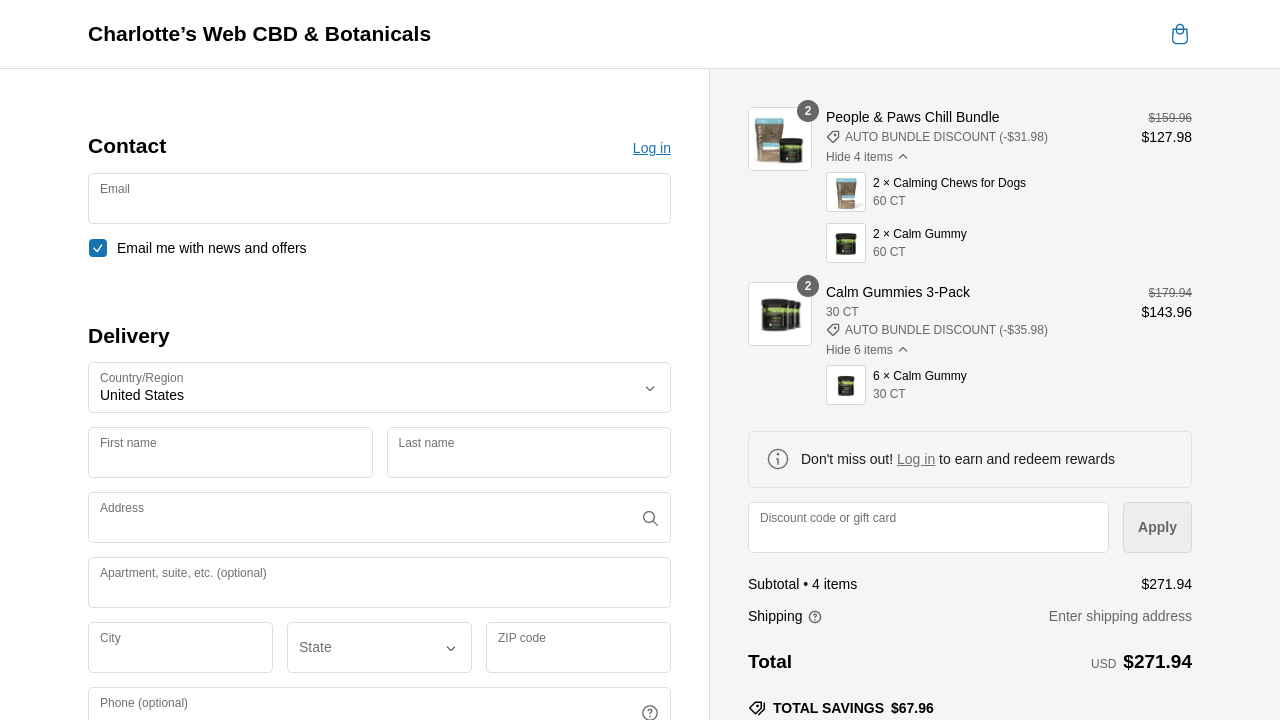 Charlotte’s Web CBD & Botanicals
Contact
Log in
Email
Email me with news and offers
Delivery
Country/Region
United States
First name
Last name
Address
Apartment, suite, etc. (optional)
City
State
ZIP code
Phone (optional)
2
People & Paws Chill Bundle
$159.96
AUTO BUNDLE DISCOUNT (-$31.98)
$127.98
Hide 4 items
2 × Calming Chews for Dogs
60 CT
2 × Calm Gummy
60 CT
2
Calm Gummies 3-Pack
$179.94
30 CT
$143.96
AUTO BUNDLE DISCOUNT (-$35.98)
Hide 6 items
6 × Calm Gummy
30 CT
Don't miss out! Log in to earn and redeem rewards
Discount code or gift card
Apply
Subtotal • 4 items
$271.94
Shipping
Enter shipping address
Total
USD $271.94
TOTAL SAVINGS $67.96